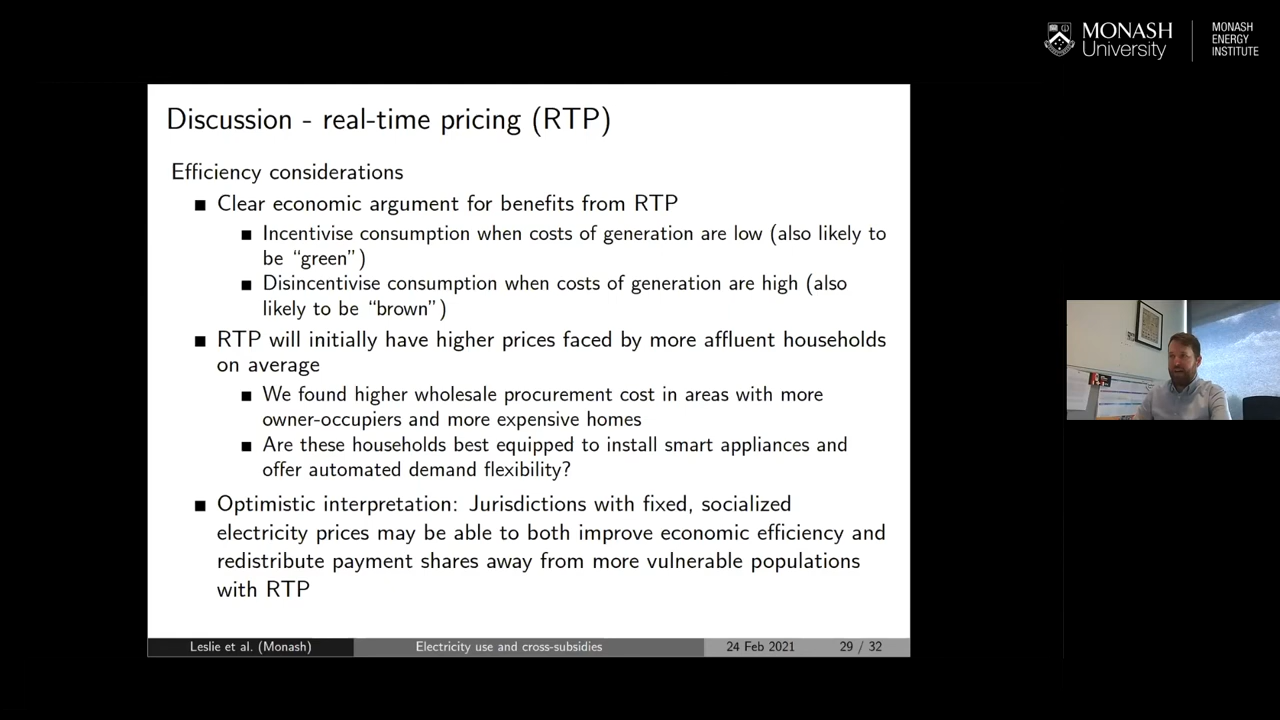 MONASH
University
MONASH
ENERGY
INSTITUTE
Discussion - real-time pricing (RTP)
Efficiency considerations
Clear economic argument for benefits from RTP
Incentivise consumption when costs of generation are low (also likely to
be “green”)
Disincentivise consumption when costs of generation are high (also
likely to be “brown”)
RTP will initially have higher prices faced by more affluent households
on average
We found higher wholesale procurement cost in areas with more
owner-occupiers and more expensive homes
Are these households best equipped to install smart appliances and
offer automated demand flexibility?
Optimistic interpretation: Jurisdictions with fixed, socialized
electricity prices may be able to both improve economic efficiency and
redistribute payment shares away from more vulnerable populations
with RTP
Leslie et al. (Monash) Electricity use and cross-subsidies 24 Feb 2021 29 / 32